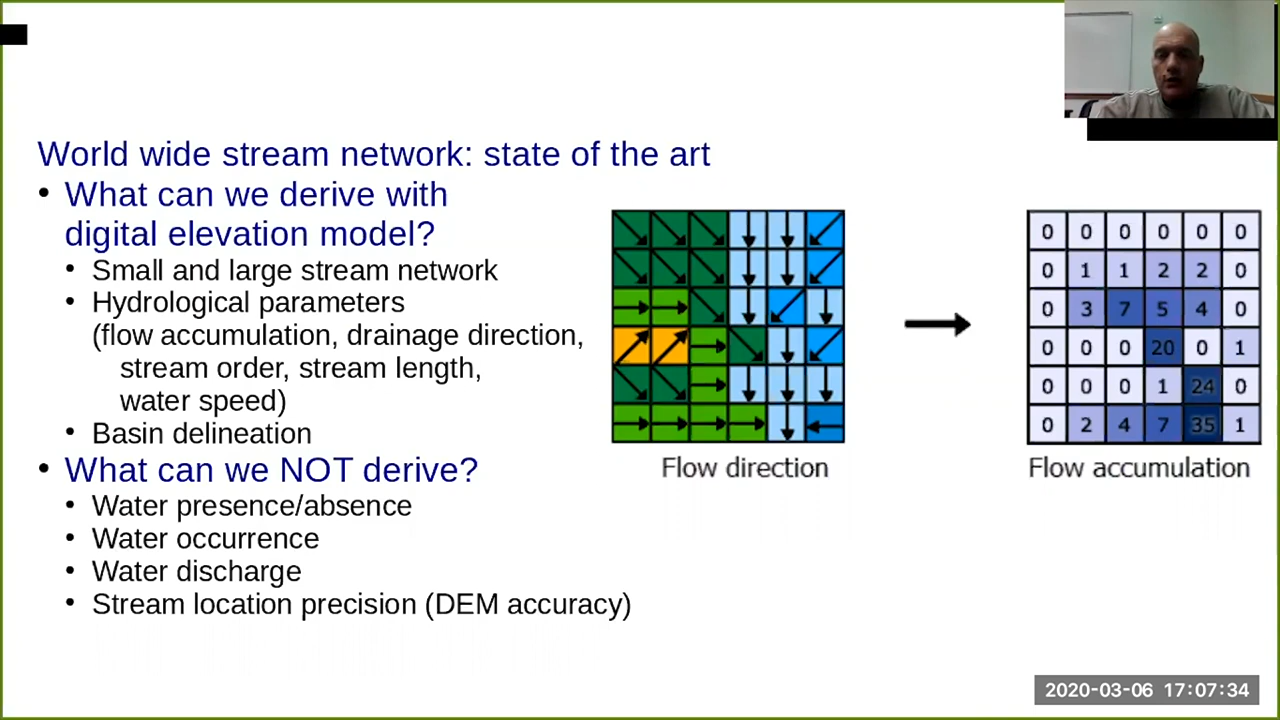 World wide stream network: state of the art
• What can we derive with
digital elevation model?
• Small and large stream network
• Hydrological parameters
(flow accumulation, drainage direction,
stream order, stream length,
water speed)
• Basin delineation
• What can we NOT derive?
• Water presence/absence
• Water occurrence
• Water discharge
• Stream location precision (DEM accuracy)
Flow direction
0 0 0 0 0 0
0 1 1 2 2 0
0 3 7 5 4 0
0 0 0 20 0 1
0 0 0 1 24 0
0 2 4 7 35 1
Flow accumulation
2020-03-06 17:07:34